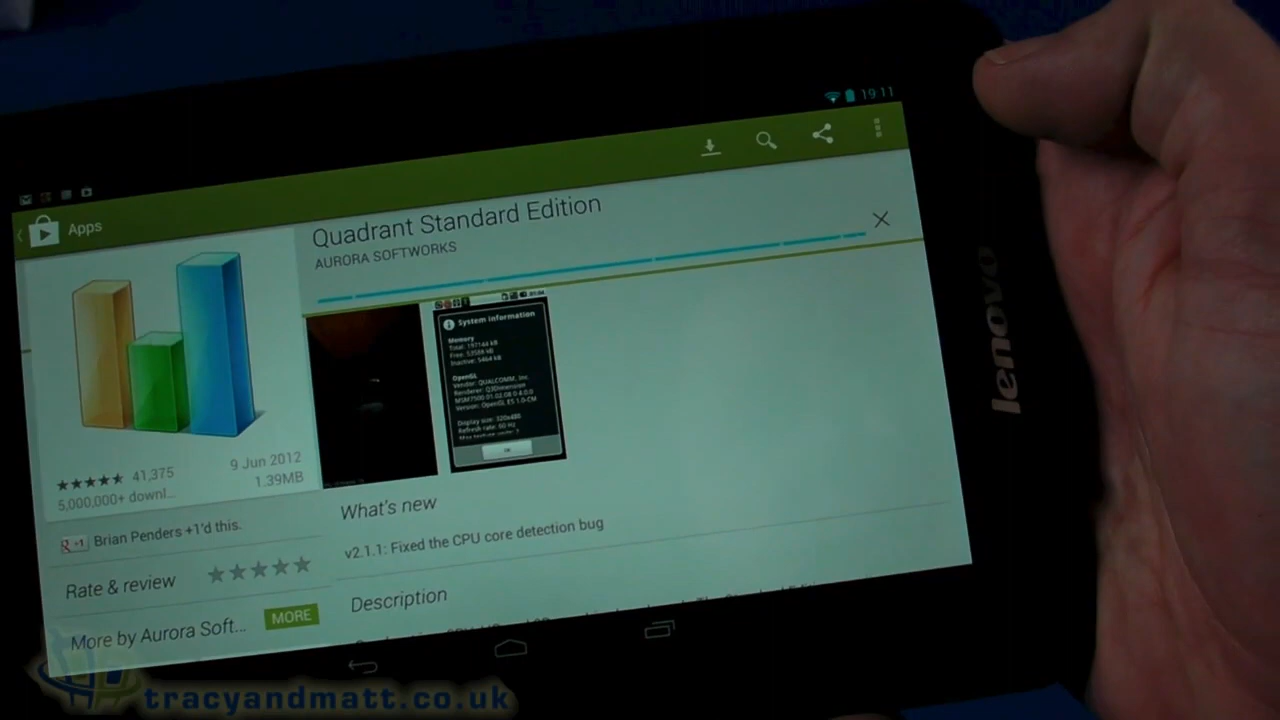 19:11
Apps
Quadrant Standard Edition
AURORA SOFTWORKS
System information
Memory
Total: 197144 kB
Free: 53558 kB
Inactive: 5464 kB
OpenGL
Vendor: QUALCOMM, Inc.
Renderer: Q3Dimension
MSM7500 01.02.08 0 4.0.0
Version: OpenGL ES 1.0-CM
Display size: 320x480
Refresh rate: 60 Hz
41,375
9 Jun 2012
5,000,000+ downl...
1.39MB
+1 Brian Penders +1'd this.
Rate & review
More by Aurora Soft...
MORE
What's new
v2.1.1: Fixed the CPU core detection bug
Description
lenovo
tracyandmatt.co.uk